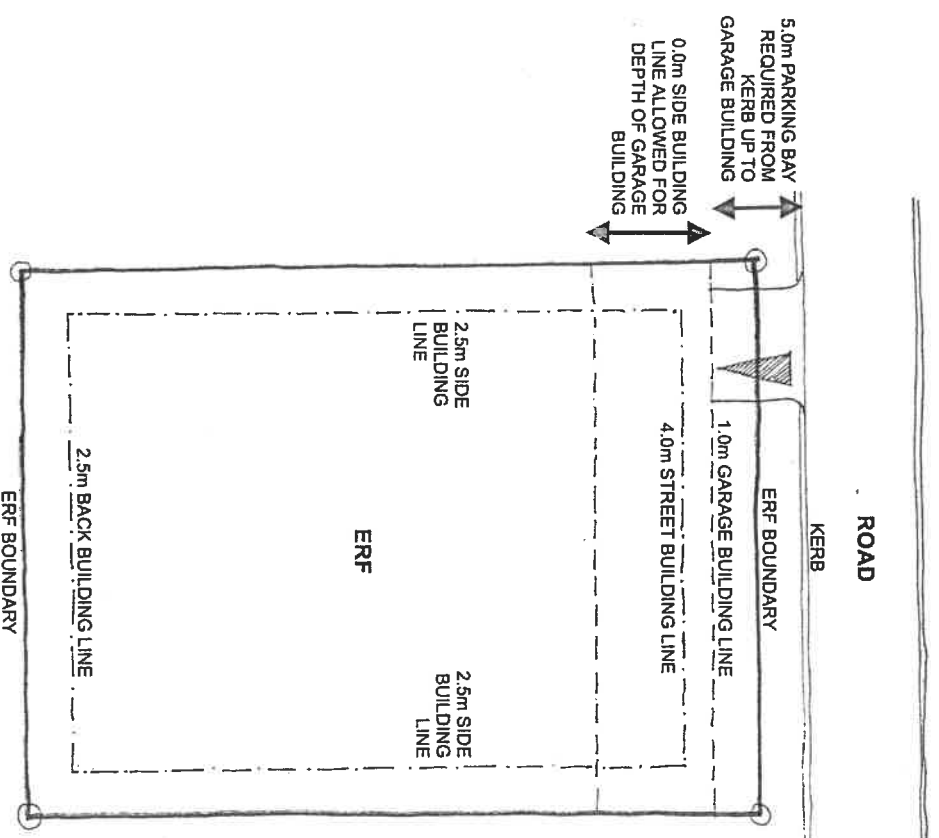 5.0m PARKING BAY
REQUIRED FROM
KERB UP TO
GARAGE BUILDING
0.0m SIDE BUILDING
LINE ALLOWED FOR
DEPTH OF GARAGE
BUILDING
ROAD
KERB
ERF BOUNDARY
1.0m GARAGE BUILDING LINE
4.0m STREET BUILDING LINE
2.5m SIDE
BUILDING
LINE
2.5m SIDE
BUILDING
LINE
ERF
2.5m BACK BUILDING LINE
ERF BOUNDARY